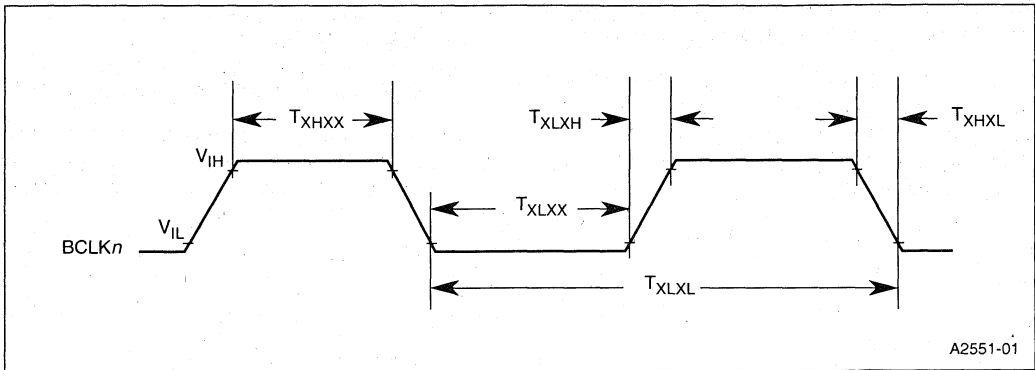 T_XHXX
T_XLXH
T_XHXL
V_IH
T_XLXX
V_IL
BCLKn
T_XLXL
A2551-01